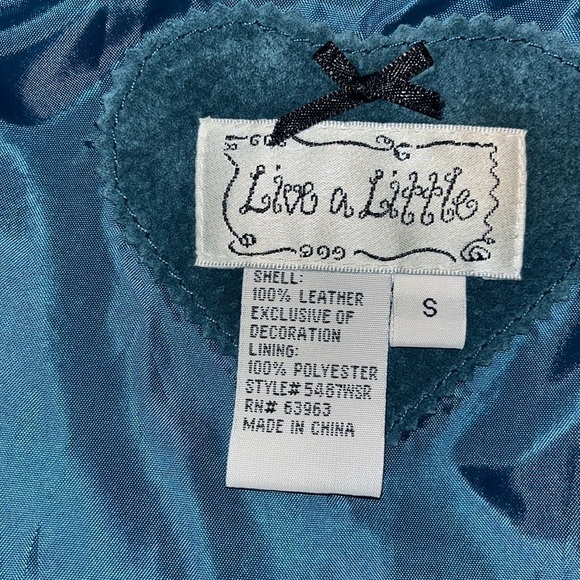 Live a Little
S
SHELL:
100% LEATHER
EXCLUSIVE OF
DECORATION
LINING:
100% POLYESTER
STYLE# 5487WSR
RN# 63963
MADE IN CHINA